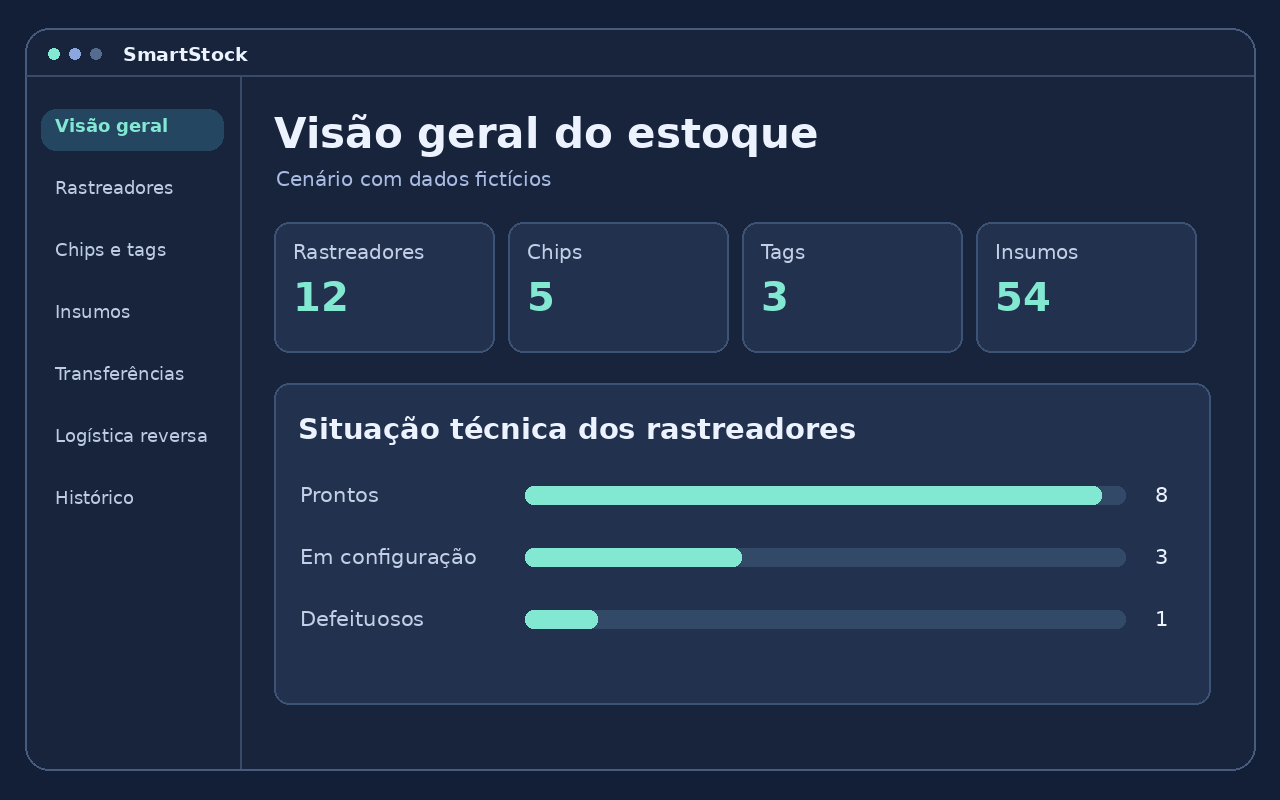 SmartStock
Visão geral
Rastreadores
Chips e tags
Insumos
Transferências
Logística reversa
Histórico
Visão geral do estoque
Cenário com dados fictícios
Rastreadores
12
Chips
5
Tags
3
Insumos
54
Situação técnica dos rastreadores
Prontos 8
Em configuração 3
Defeituosos 1